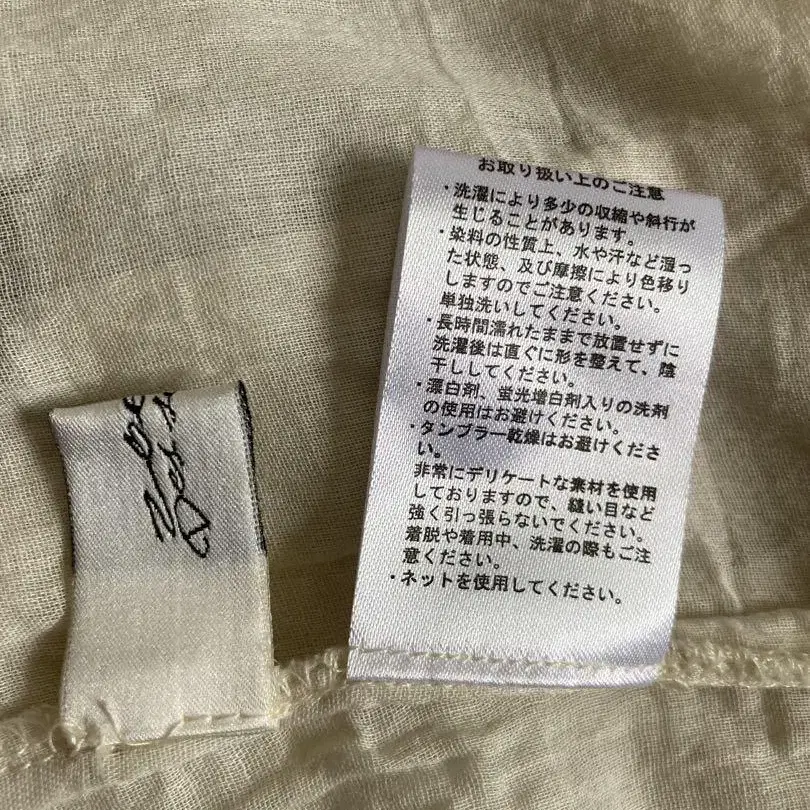 お取り扱い上のご注意
・洗濯により多少の収縮や斜行が
生じることがあります。
・染料の性質上、水や汗など湿っ
た状態、及び摩擦により色移り
しますのでご注意ください。
単独洗いしてください。
・長時間濡れたままで放置せずに
洗濯後は直ぐに形を整えて、陰
干ししてください。
・漂白剤、蛍光増白剤入りの洗剤
の使用はお避けください。
・タンブラー乾燥はお避けくださ
い。
非常にデリケートな素材を使用
しておりますので、縫い目など
強く引っ張らないでください。
着脱や着用中、洗濯の際もご注
意ください。
・ネットを使用してください。